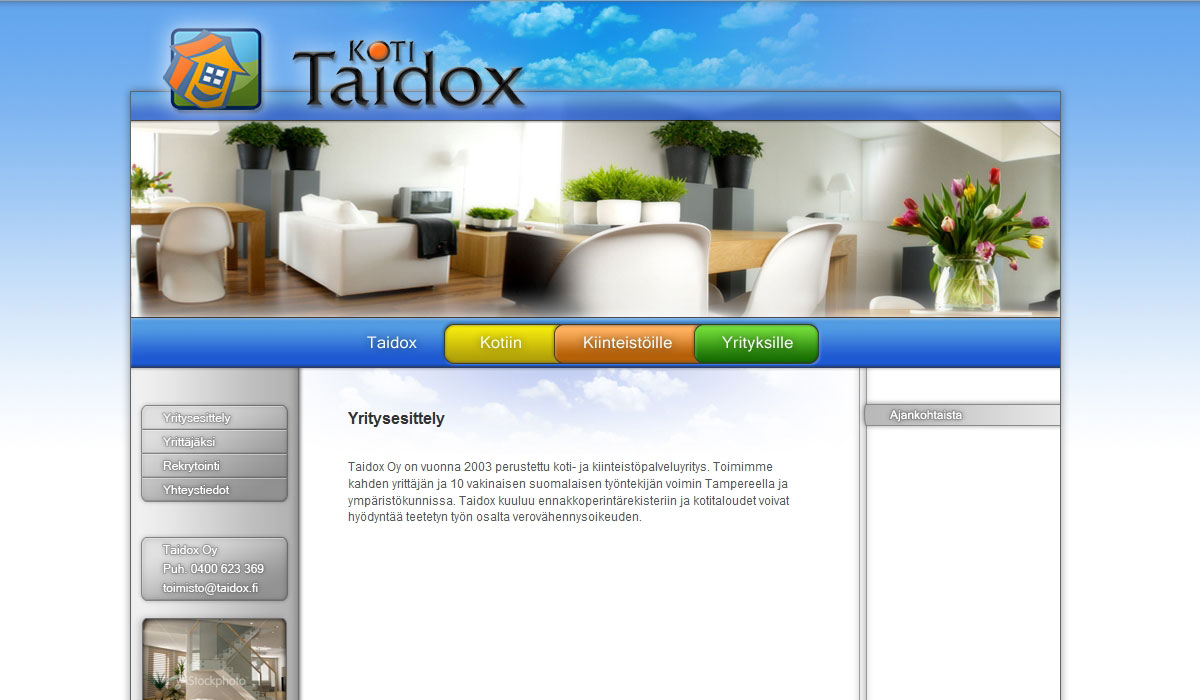 KOTI
Taidox
Taidox
Kotiin
Kiinteistöille
Yrityksille
Yritysesittely
Yrittäjäksi
Rekrytointi
Yhteystiedot
Taidox Oy
Puh. 0400 623 369
toimisto@taidox.fi
Yritysesittely
Taidox Oy on vuonna 2003 perustettu koti- ja kiinteistöpalveluyritys. Toimimme
kahden yrittäjän ja 10 vakinaisen suomalaisen työntekijän voimin Tampereella ja
ympäristökunnissa. Taidox kuuluu ennakkoperintärekisteriin ja kotitaloudet voivat
hyödyntää teetetyn työn osalta verovähennysoikeuden.
Ajankohtaista